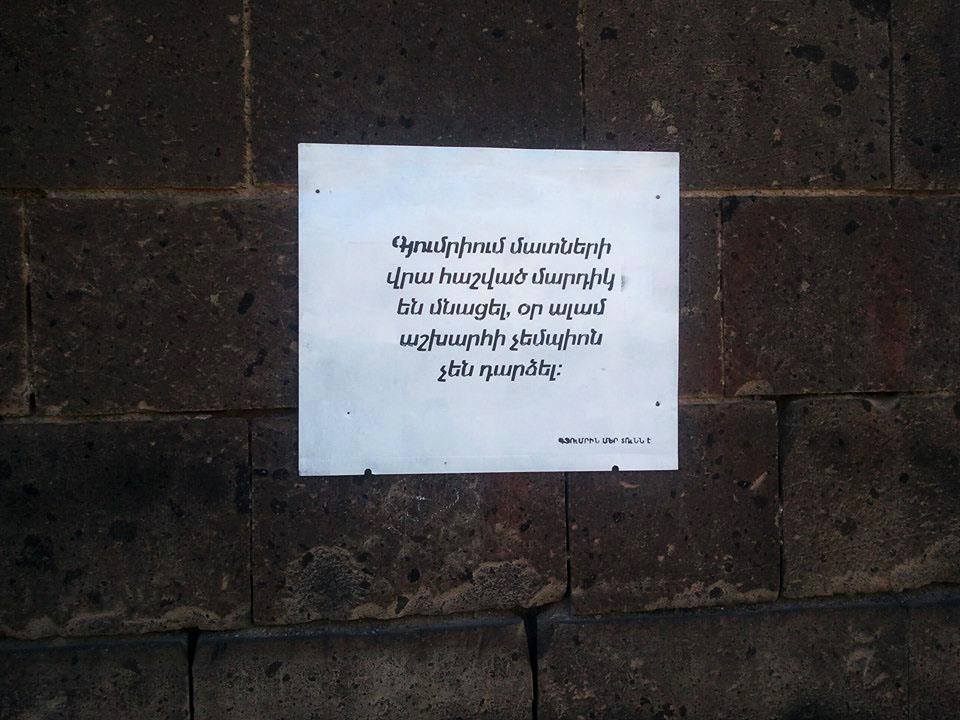 Գյումրիում մատների
վրա հաշված մարդիկ
են մնացել, օր ալամ
աշխարհի չեմպիոն
չեն դարձել:
ԳՅՈՒՄՐԻՆ ՄԵՐ ՏՈՒՆՆ Է